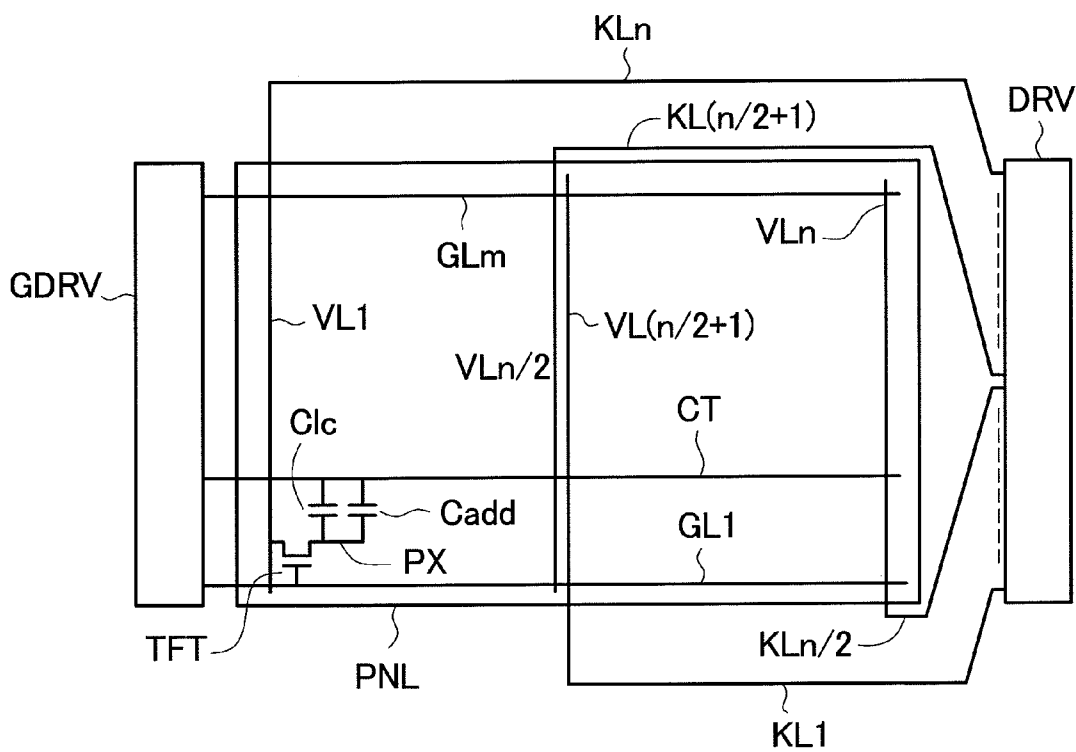 KLn
DRV
KL(n/2+1)
VLn
GLm
GDRV
VL1
VL(n/2+1)
VLn/2
CT
Clc
Cadd
GL1
PX
TFT
PNL
KLn/2
KL1